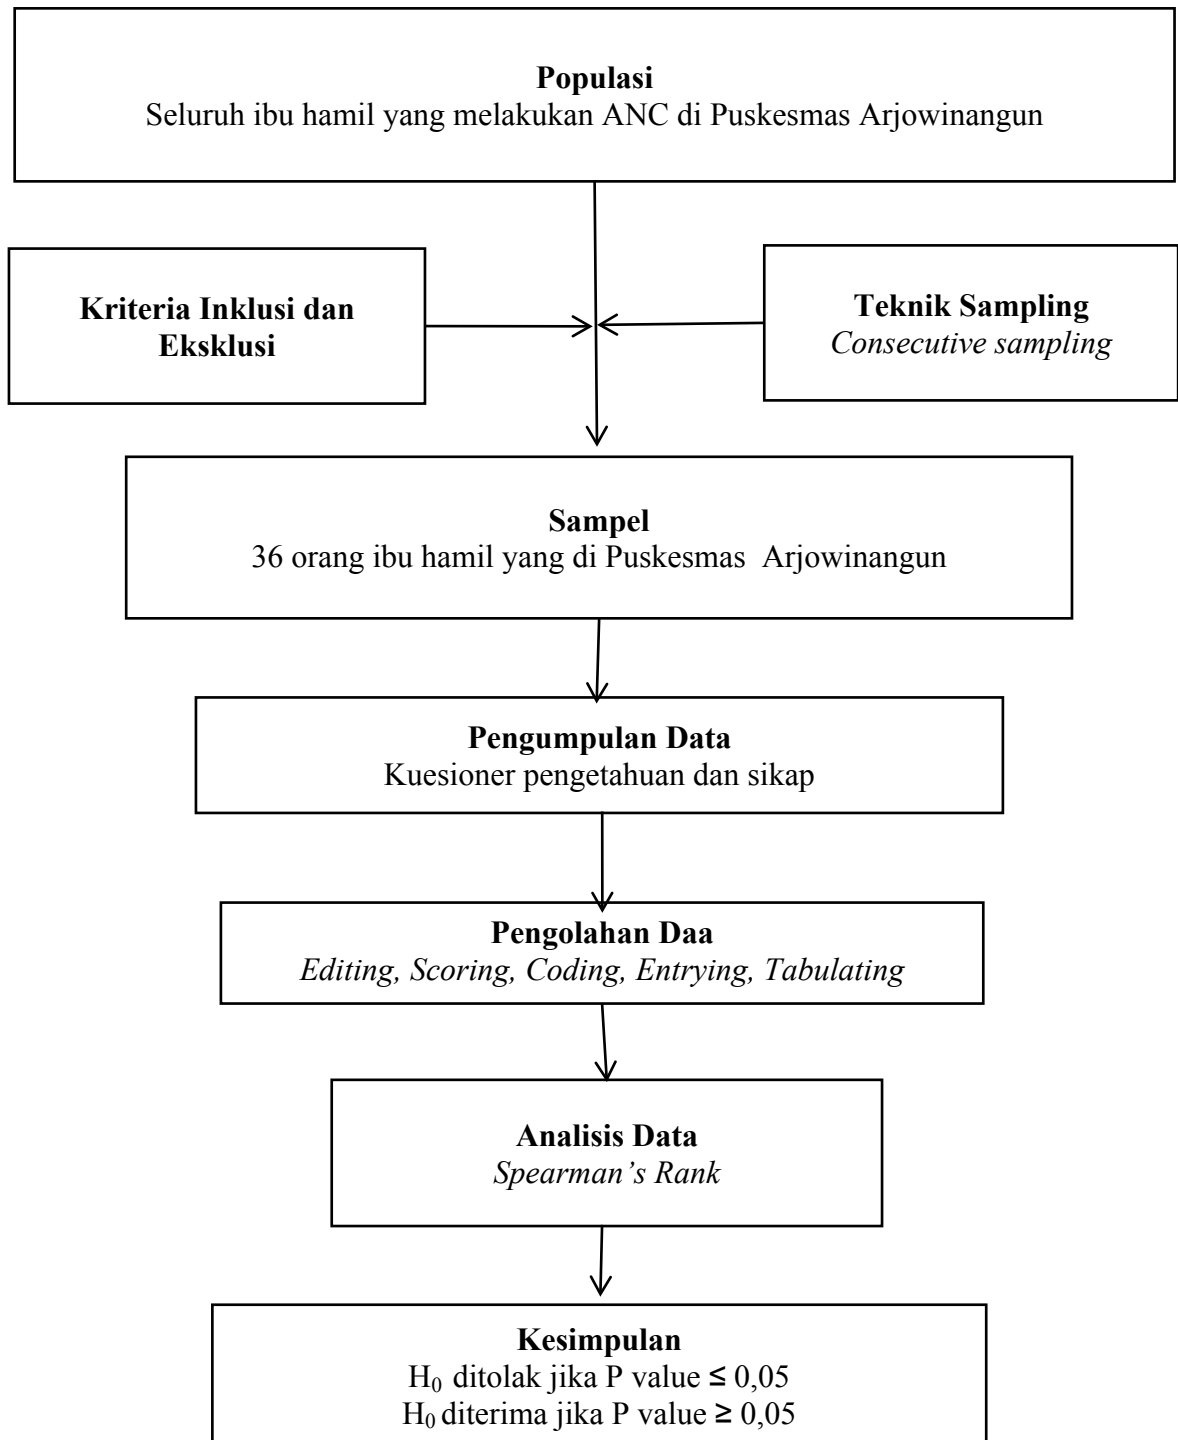 Populasi
Seluruh ibu hamil yang melakukan ANC di Puskesmas Arjowinangun
Kriteria Inklusi dan
Eksklusi
Teknik Sampling
Consecutive sampling
Sampel
36 orang ibu hamil yang di Puskesmas  Arjowinangun
Pengumpulan Data
Kuesioner pengetahuan dan sikap
Pengolahan Daa
Editing, Scoring, Coding, Entrying, Tabulating
Analisis Data
Spearman’s Rank
Kesimpulan
H₀ ditolak jika P value ≤ 0,05
H₀ diterima jika P value ≥ 0,05